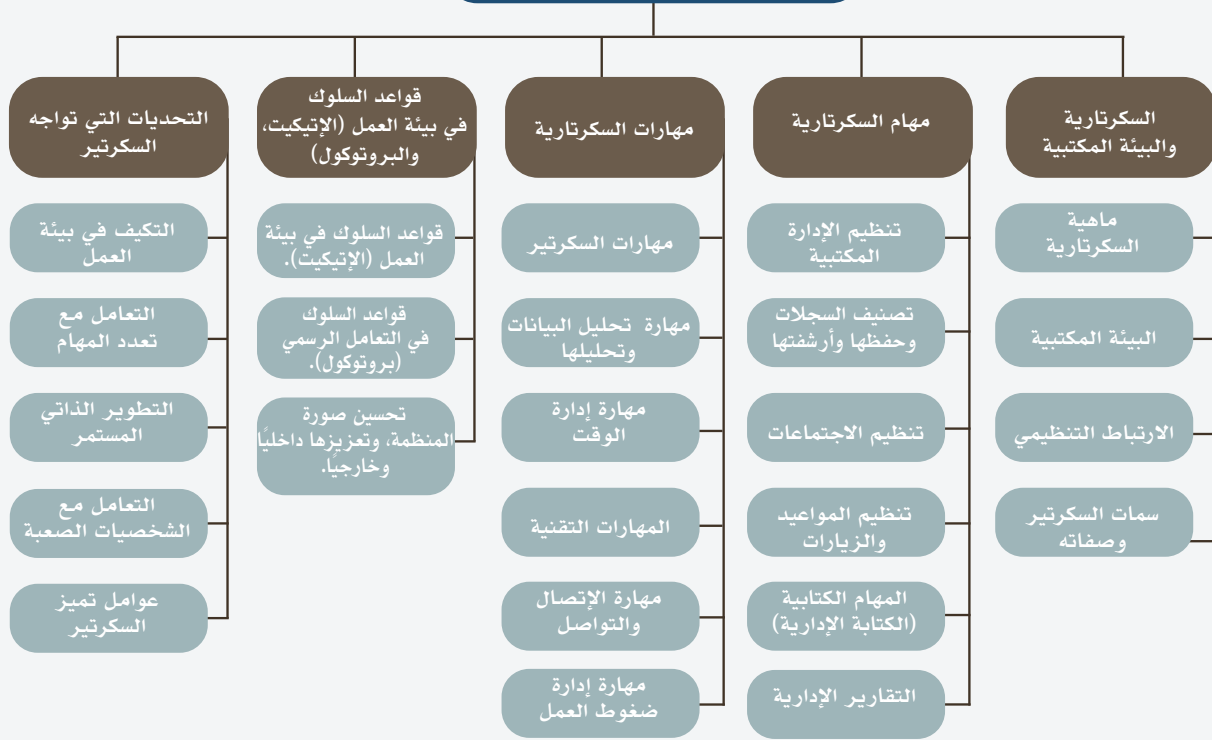 السكرتارية
والبيئة المكتبية
ماهية
السكرتارية
البيئة المكتبية
الارتباط التنظيمي
سمات السكرتير
وصفاته
مهام السكرتارية
تنظيم الإدارة
المكتبية
تصنيف السجلات
وحفظها وأرشفتها
تنظيم الاجتماعات
تنظيم المواعيد
والزيارات
المهام الكتابية
(الكتابة الإدارية)
التقارير الإدارية
مهارات السكرتارية
مهارات السكرتير
مهارة تحليل البيانات
وتحليلها
مهارة إدارة
الوقت
المهارات التقنية
مهارة الإتصال
والتواصل
مهارة إدارة
ضغوط العمل
قواعد السلوك
في بيئة العمل (الإتيكيت،
والبروتوكول)
قواعد السلوك في بيئة
العمل (الإتيكيت).
قواعد السلوك
في التعامل الرسمي
(بروتوكول).
تحسين صورة
المنظمة، وتعزيزها داخليًا
وخارجيًا.
التحديات التي تواجه
السكرتير
التكيف في بيئة
العمل
التعامل مع
تعدد المهام
التطوير الذاتي
المستمر
التعامل مع
الشخصيات الصعبة
عوامل تميز
السكرتير